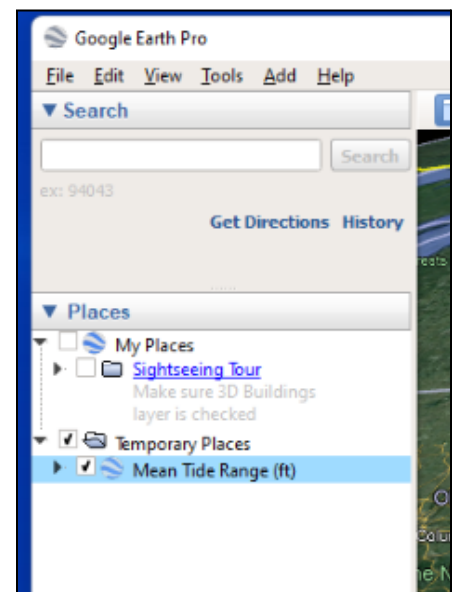 Google Earth Pro
File Edit View Tools Add Help
Search
Search
ex: 94043
Get Directions History
Places
My Places
Sightseeing Tour
Make sure 3D Buildings
layer is checked
Temporary Places
Mean Tide Range (ft)